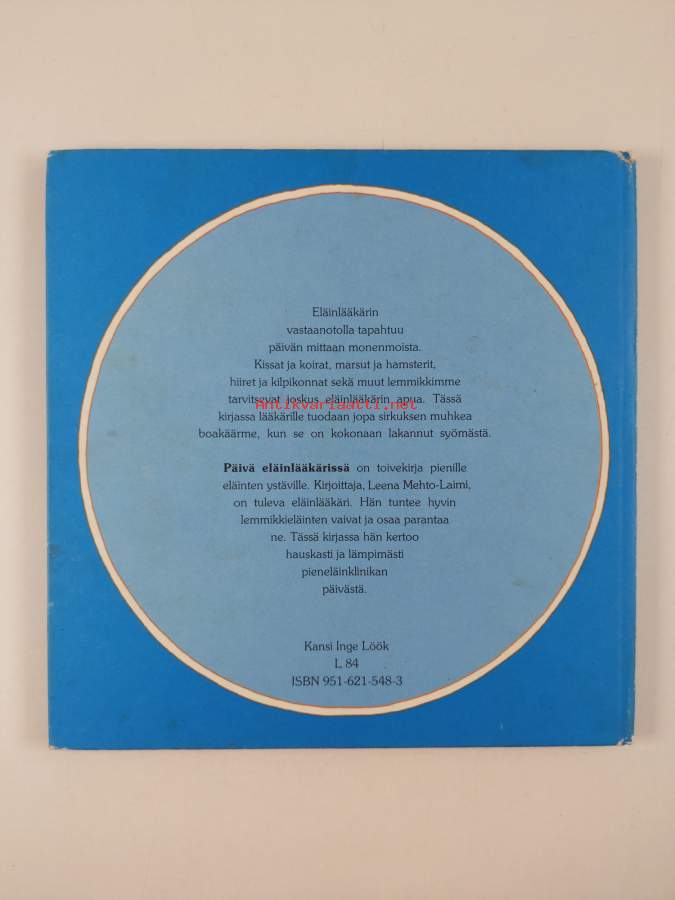 Eläinlääkärin
vastaanotolla tapahtuu
päivän mittaan monenmoista.
Kissat ja koirat, marsut ja hamsterit,
hiiret ja kilpikonnat sekä muut lemmikkimme
tarvitsevat joskus eläinlääkärin apua. Tässä
Antikvariaatti.net
kirjassa lääkärille tuodaan jopa sirkuksen muhkea
boakäärme, kun se on kokonaan lakannut syömästä.
Päivä eläinlääkärissä on toivekirja pienille
eläinten ystäville. Kirjoittaja, Leena Mehto-Laimi,
on tuleva eläinlääkäri. Hän tuntee hyvin
lemmikkieläinten vaivat ja osaa parantaa
ne. Tässä kirjassa hän kertoo
hauskasti ja lämpimästi
pieneläinklinikan
päivästä.
Kansi Inge Löök
L 84
ISBN 951-621-548-3